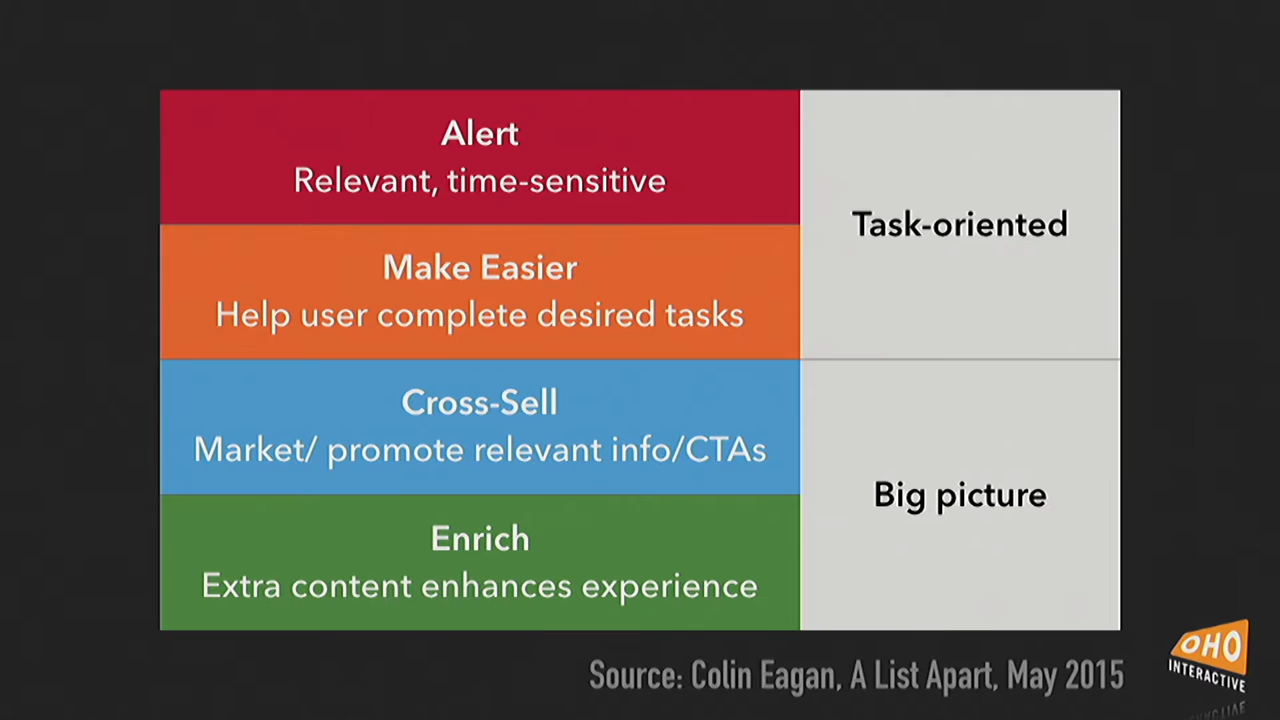 Alert
Relevant, time-sensitive
Task-oriented
Make Easier
Help user complete desired tasks
Cross-Sell
Market/ promote relevant info/CTAs
Big picture
Enrich
Extra content enhances experience
Source: Colin Eagan, A List Apart, May 2015
OHO
INTERACTIVE